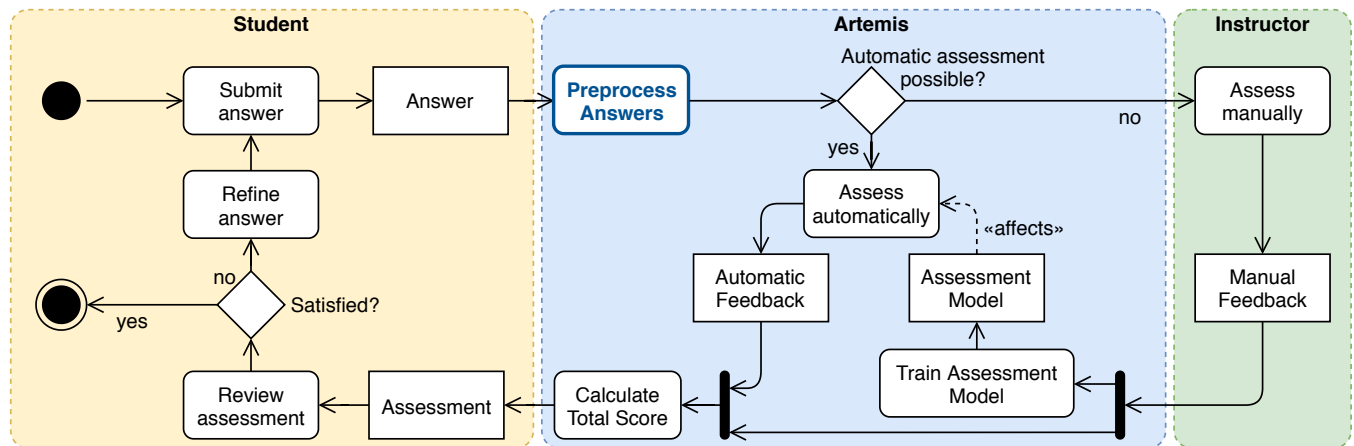 Student
Artemis
Instructor
Submit
answer
Answer
Preprocess
Answers
Automatic assessment
possible?
no
Assess
manually
yes
Refine
answer
Assess
automatically
«affects»
no
Satisfied?
yes
Automatic
Feedback
Assessment
Model
Manual
Feedback
Review
assessment
Assessment
Calculate
Total Score
Train Assessment
Model